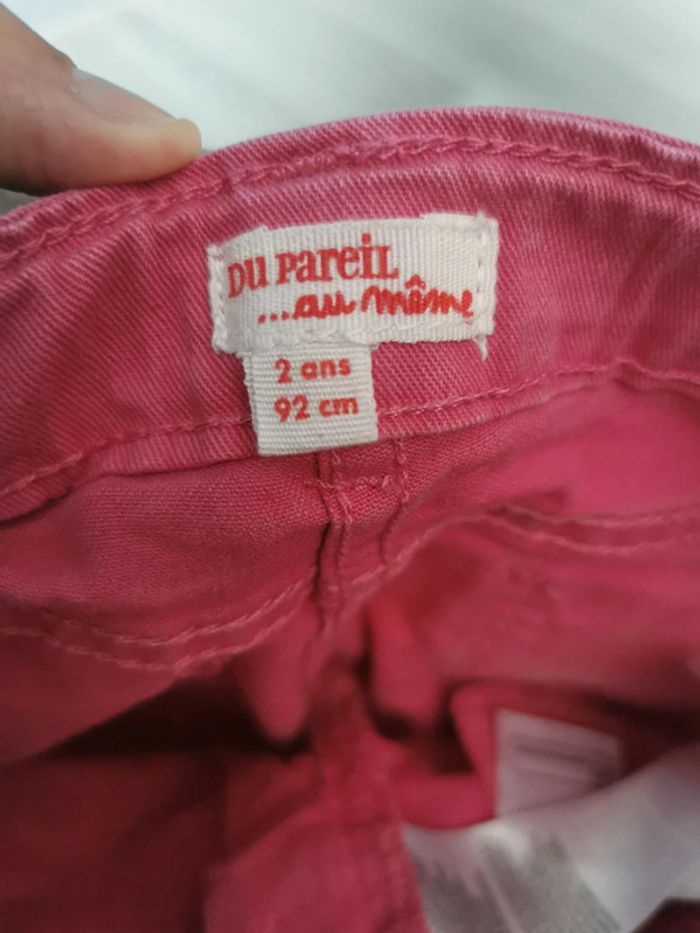 DU PareiL
...au même
2 ans
92 cm